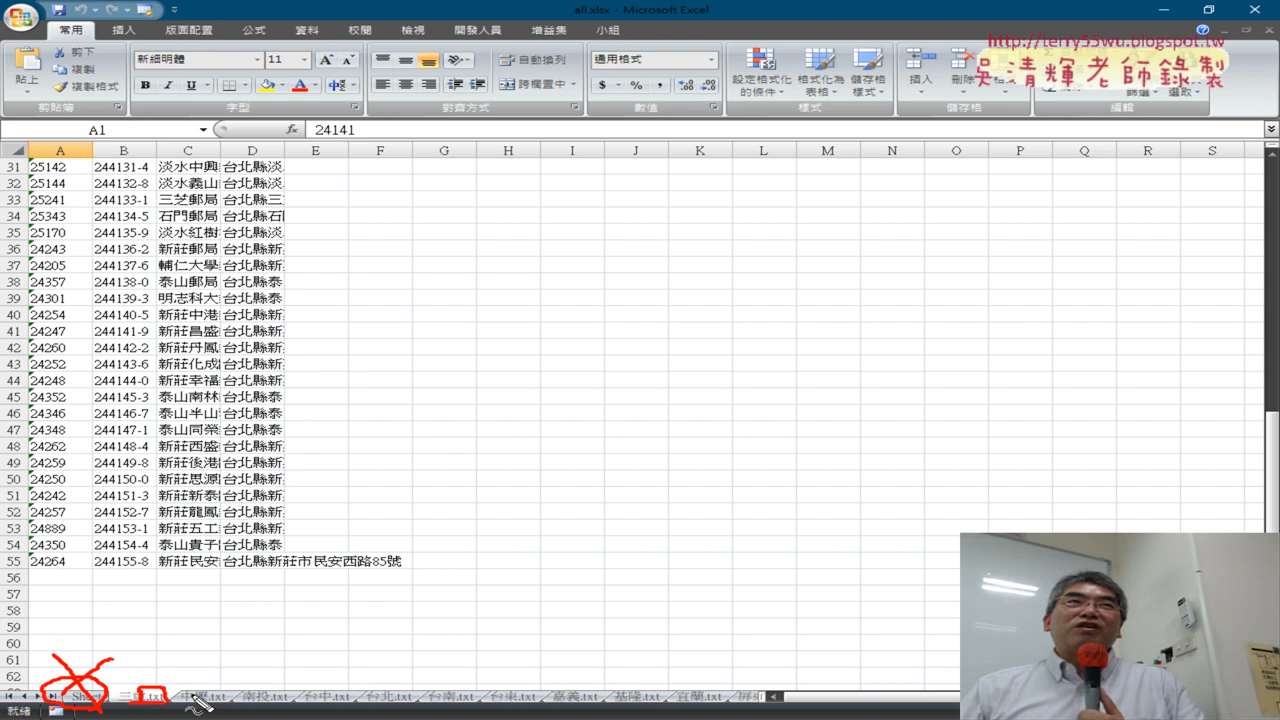 all.xlsx - Microsoft Excel
常用 插入 版面配置 公式 資料 校閱 檢視 開發人員 增益集 小組
http://terry55wu.blogspot.tw
吳清輝老師錄製
貼上 剪下 複製 複製格式 剪貼簿
新細明體 11 B I U 字型
自動換列 跨欄置中 對齊方式
通用格式 $ % , 數值
設定格式化的條件 格式化為表格 儲存格樣式 樣式
插入 刪除 儲存格
選取 編輯
A1 fx 24141
A B C D E F G H I J K L M N O P Q R S
31 25142 244131-4 淡水中興 台北縣淡
32 25144 244132-8 淡水義山 台北縣淡
33 25241 244133-1 三芝郵局 台北縣三
34 25343 244134-5 石門郵局 台北縣石
35 25170 244135-9 淡水紅樹 台北縣淡
36 24243 244136-2 新莊郵局 台北縣新
37 24205 244137-6 輔仁大學 台北縣新
38 24357 244138-0 泰山郵局 台北縣泰
39 24301 244139-3 明志科大 台北縣泰
40 24254 244140-5 新莊中港 台北縣新
41 24247 244141-9 新莊昌盛 台北縣新
42 24260 244142-2 新莊丹鳳 台北縣新
43 24252 244143-6 新莊化成 台北縣新
44 24248 244144-0 新莊幸福 台北縣新
45 24352 244145-3 泰山南林 台北縣泰
46 24346 244146-7 泰山半山 台北縣泰
47 24348 244147-1 泰山同榮 台北縣泰
48 24262 244148-4 新莊西盛 台北縣新
49 24259 244149-8 新莊後港 台北縣新
50 24250 244150-0 新莊思源 台北縣新
51 24242 244151-3 新莊新泰 台北縣新
52 24257 244152-7 新莊龍鳳 台北縣新
53 24889 244153-1 新莊五工 台北縣新
54 24350 244154-4 泰山貴子 台北縣泰
55 24264 244155-8 新莊民安 台北縣新莊市民安西路85號
56
57
58
59
60
61
62
南投.txt 台中.txt 台北.txt 台南.txt 台東.txt 嘉義.txt 基隆.txt 宜蘭.txt
就緒